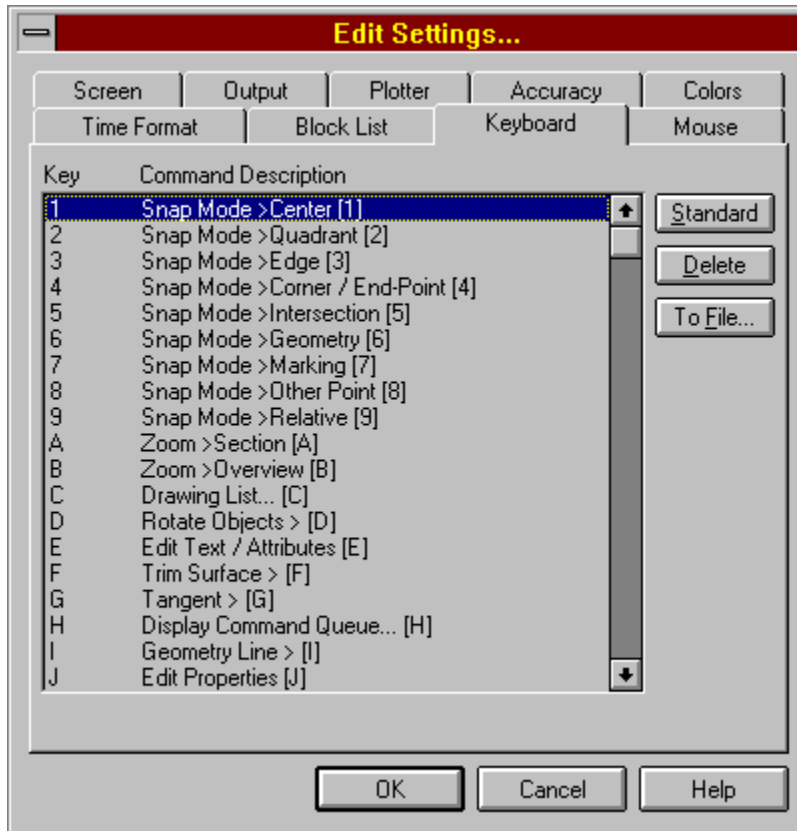 Edit Settings...
Screen Output Plotter Accuracy Colors
Time Format Block List Keyboard Mouse
Key Command Description
1 Snap Mode >Center [1]
2 Snap Mode >Quadrant [2]
3 Snap Mode >Edge [3]
4 Snap Mode >Corner / End-Point [4]
5 Snap Mode >Intersection [5]
6 Snap Mode >Geometry [6]
7 Snap Mode >Marking [7]
8 Snap Mode >Other Point [8]
9 Snap Mode >Relative [9]
A Zoom >Section [A]
B Zoom >Overview [B]
C Drawing List... [C]
D Rotate Objects > [D]
E Edit Text / Attributes [E]
F Trim Surface > [F]
G Tangent > [G]
H Display Command Queue... [H]
I Geometry Line > [I]
J Edit Properties [J]
Standard
Delete
To File...
OK Cancel Help